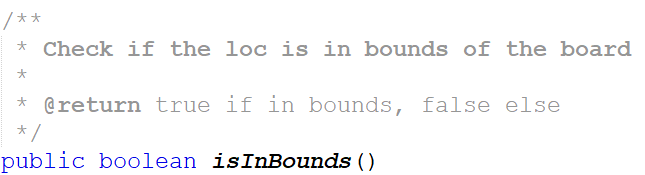 /**
 * Check if the loc is in bounds of the board
 *
 * @return true if in bounds, false else
 */
public boolean isInBounds()